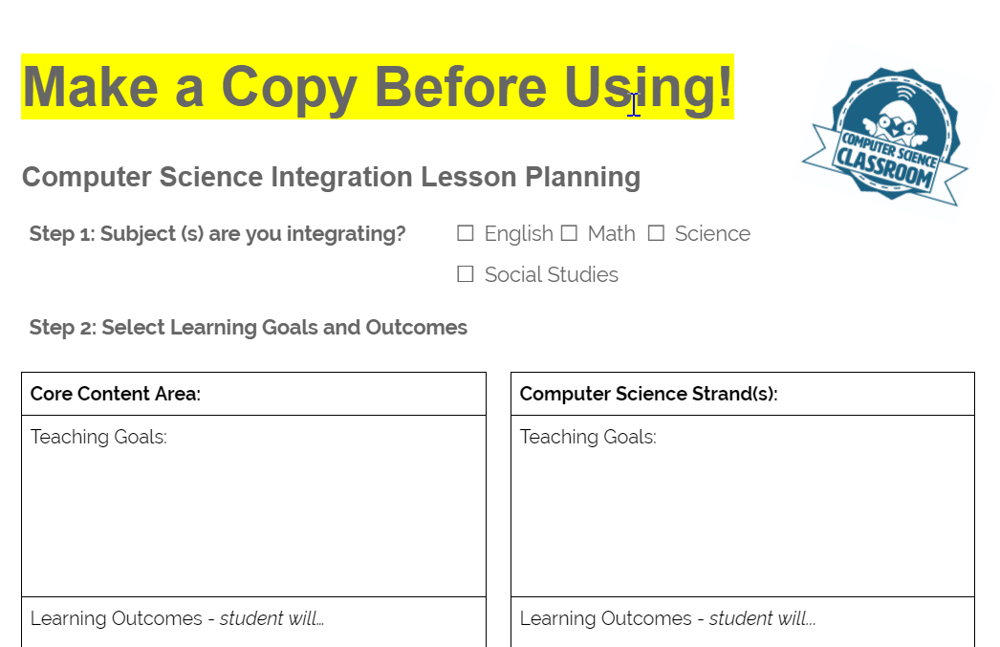 Make a Copy Before Using!
COMPUTER SCIENCE
CLASSROOM
Computer Science Integration Lesson Planning
Step 1: Subject (s) are you integrating? ☐ English ☐ Math ☐ Science
☐ Social Studies
Step 2: Select Learning Goals and Outcomes
Core Content Area:
Teaching Goals:
Learning Outcomes - student will…
Computer Science Strand(s):
Teaching Goals:
Learning Outcomes - student will...